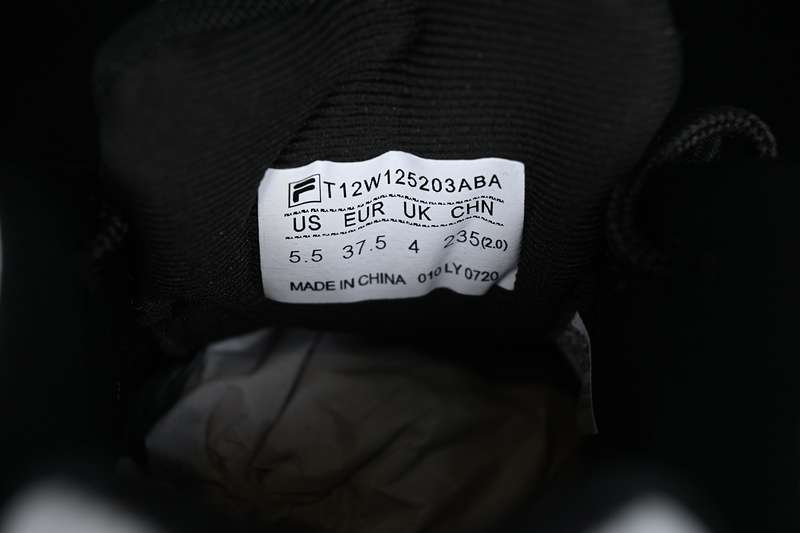 F T12W125203ABA
US EUR UK CHN
5.5 37.5 4 235(2.0)
MADE IN CHINA 010 LY 0720